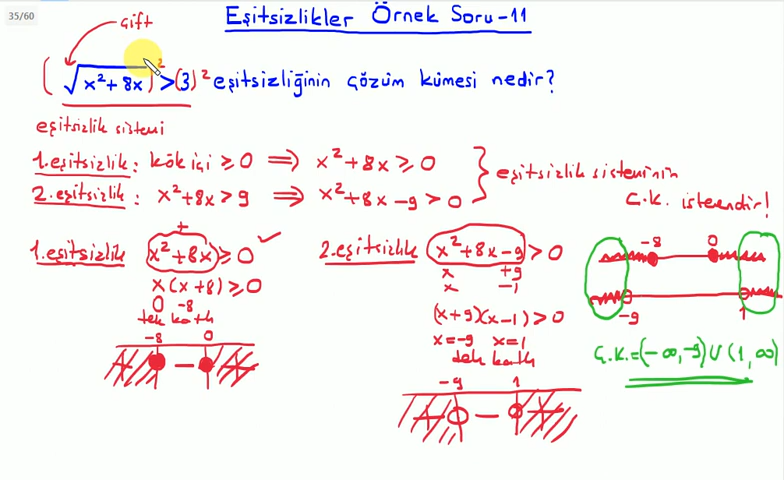 35/60
Eşitsizlikler Örnek Soru-11
çift
(√x²+8x)² > (3)² eşitsizliğinin çözüm kümesi nedir?
eşitsizlik sistemi
1.eşitsizlik: kök içi ≥ 0 ⟹ x²+8x ≥ 0
2.eşitsizlik: x²+8x > 9 ⟹ x²+8x-9 > 0
} eşitsizlik sisteminin
Ç.K. istenendir!
+
1.eşitsizlik x²+8x ≥ 0 ✓
x(x+8) ≥ 0
0 -8
tek katlı
-8 0
+ - +
2.eşitsizlik x²+8x-9 > 0
x +9
x -1
(x+9)(x-1) > 0
x=-9 x=1
tek katlı
-9 1
+ - +
-8 0
-9 1
Ç.K.=(-∞,-9)∪(1,∞)